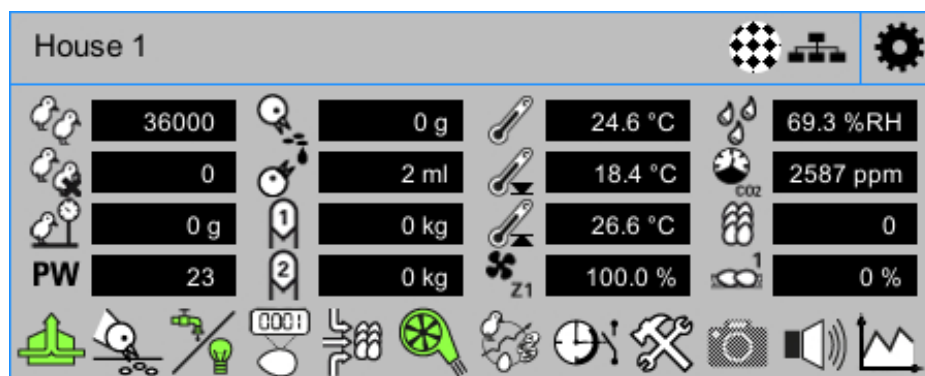 House 1
36000 0 g 24.6 °C 69.3 %RH
0 2 ml 18.4 °C CO2 2587 ppm
0 g 1 0 kg 26.6 °C 0
PW 23 2 0 kg Z1 100.0 % 1 0 %
0001